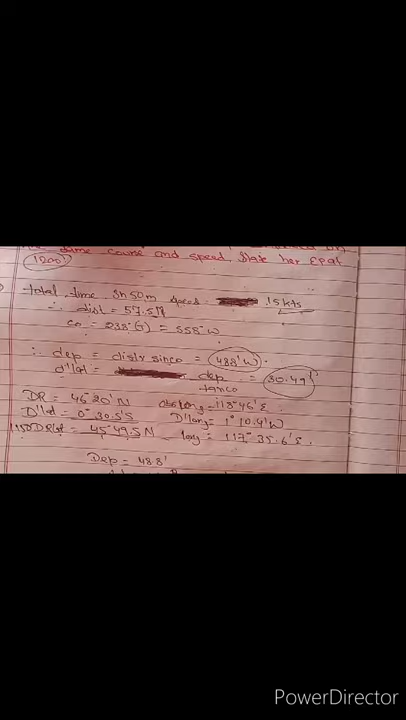 same course and speed, State her EPat
1200
total time 3h 50m speed = 15 kts
∴ dist = 57.5 M
co = 238°(T) = S58°W
∴ dep = dist x sin co = 48.8' W.
d'lat = dep / tan co = 30.49'
DR = 46° 20' N obs long = 118° 46' E
D'lat = 0° 30.5' S D'long = 1° 10.4' W
1150 DR lat = 45° 49.5 N long = 117° 35.6' E.
Dep = 48.8'
PowerDirector